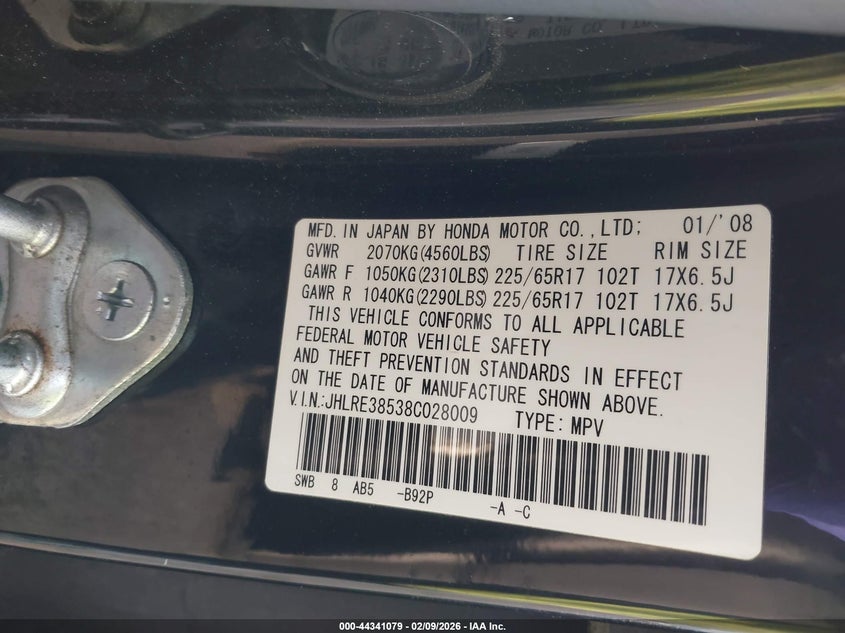 MFD. IN JAPAN BY HONDA MOTOR CO.,LTD; 01/'08
GVWR 2070KG(4560LBS) TIRE SIZE RIM SIZE
GAWR F 1050KG(2310LBS) 225/65R17 102T 17X6.5J
GAWR R 1040KG(2290LBS) 225/65R17 102T 17X6.5J
THIS VEHICLE CONFORMS TO ALL APPLICABLE
FEDERAL MOTOR VEHICLE SAFETY
AND THEFT PREVENTION STANDARDS IN EFFECT
ON THE DATE OF MANUFACTURE SHOWN ABOVE.
V.I.N:JHLRE38538C028009 TYPE: MPV
SWB 8 AB5 -B92P -A -C
000-44341079 - 02/09/2026 - IAA Inc.